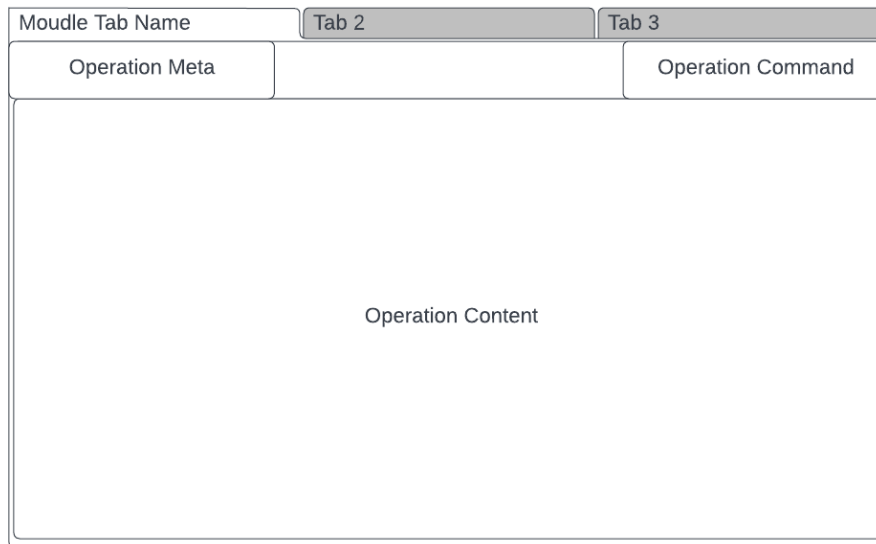 Moudle Tab Name
Tab 2
Tab 3
Operation Meta
Operation Command
Operation Content